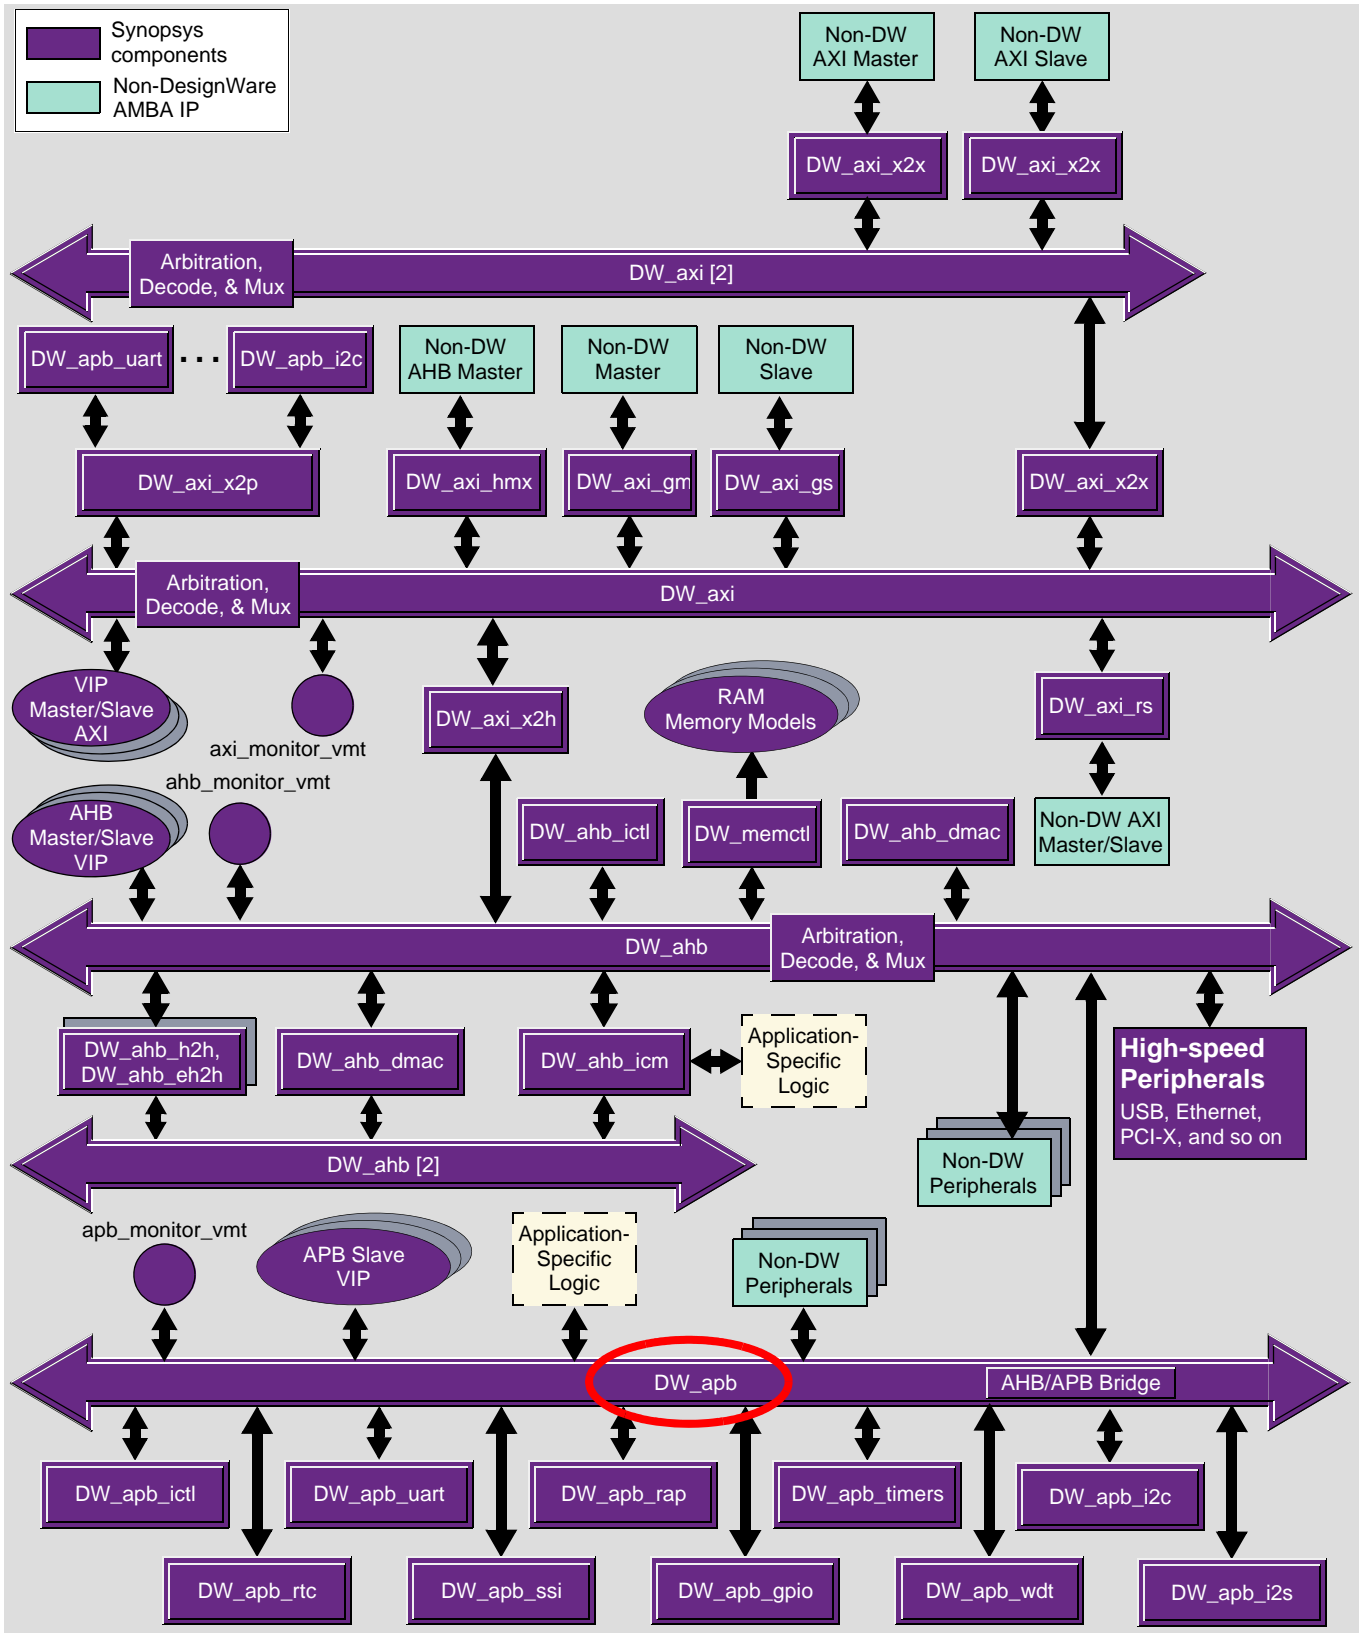 Synopsys
components
Non-DesignWare
AMBA IP
Non-DW
AXI Master
Non-DW
AXI Slave
DW_axi_x2x
DW_axi_x2x
Arbitration,
Decode, & Mux
DW_axi [2]
DW_apb_uart
. . .
DW_apb_i2c
Non-DW
AHB Master
Non-DW
Master
Non-DW
Slave
DW_axi_x2p
DW_axi_hmx
DW_axi_gm
DW_axi_gs
DW_axi_x2x
Arbitration,
Decode, & Mux
DW_axi
VIP
Master/Slave
AXI
axi_monitor_vmt
DW_axi_x2h
RAM
Memory Models
DW_axi_rs
ahb_monitor_vmt
AHB
Master/Slave
VIP
DW_ahb_ictl
DW_memctl
DW_ahb_dmac
Non-DW AXI
Master/Slave
DW_ahb
Arbitration,
Decode, & Mux
DW_ahb_h2h,
DW_ahb_eh2h
DW_ahb_dmac
DW_ahb_icm
Application-
Specific
Logic
High-speed
Peripherals
USB, Ethernet,
PCI-X, and so on
Non-DW
Peripherals
DW_ahb [2]
apb_monitor_vmt
APB Slave
VIP
Application-
Specific
Logic
Non-DW
Peripherals
DW_apb
AHB/APB Bridge
DW_apb_ictl
DW_apb_uart
DW_apb_rap
DW_apb_timers
DW_apb_i2c
DW_apb_rtc
DW_apb_ssi
DW_apb_gpio
DW_apb_wdt
DW_apb_i2s